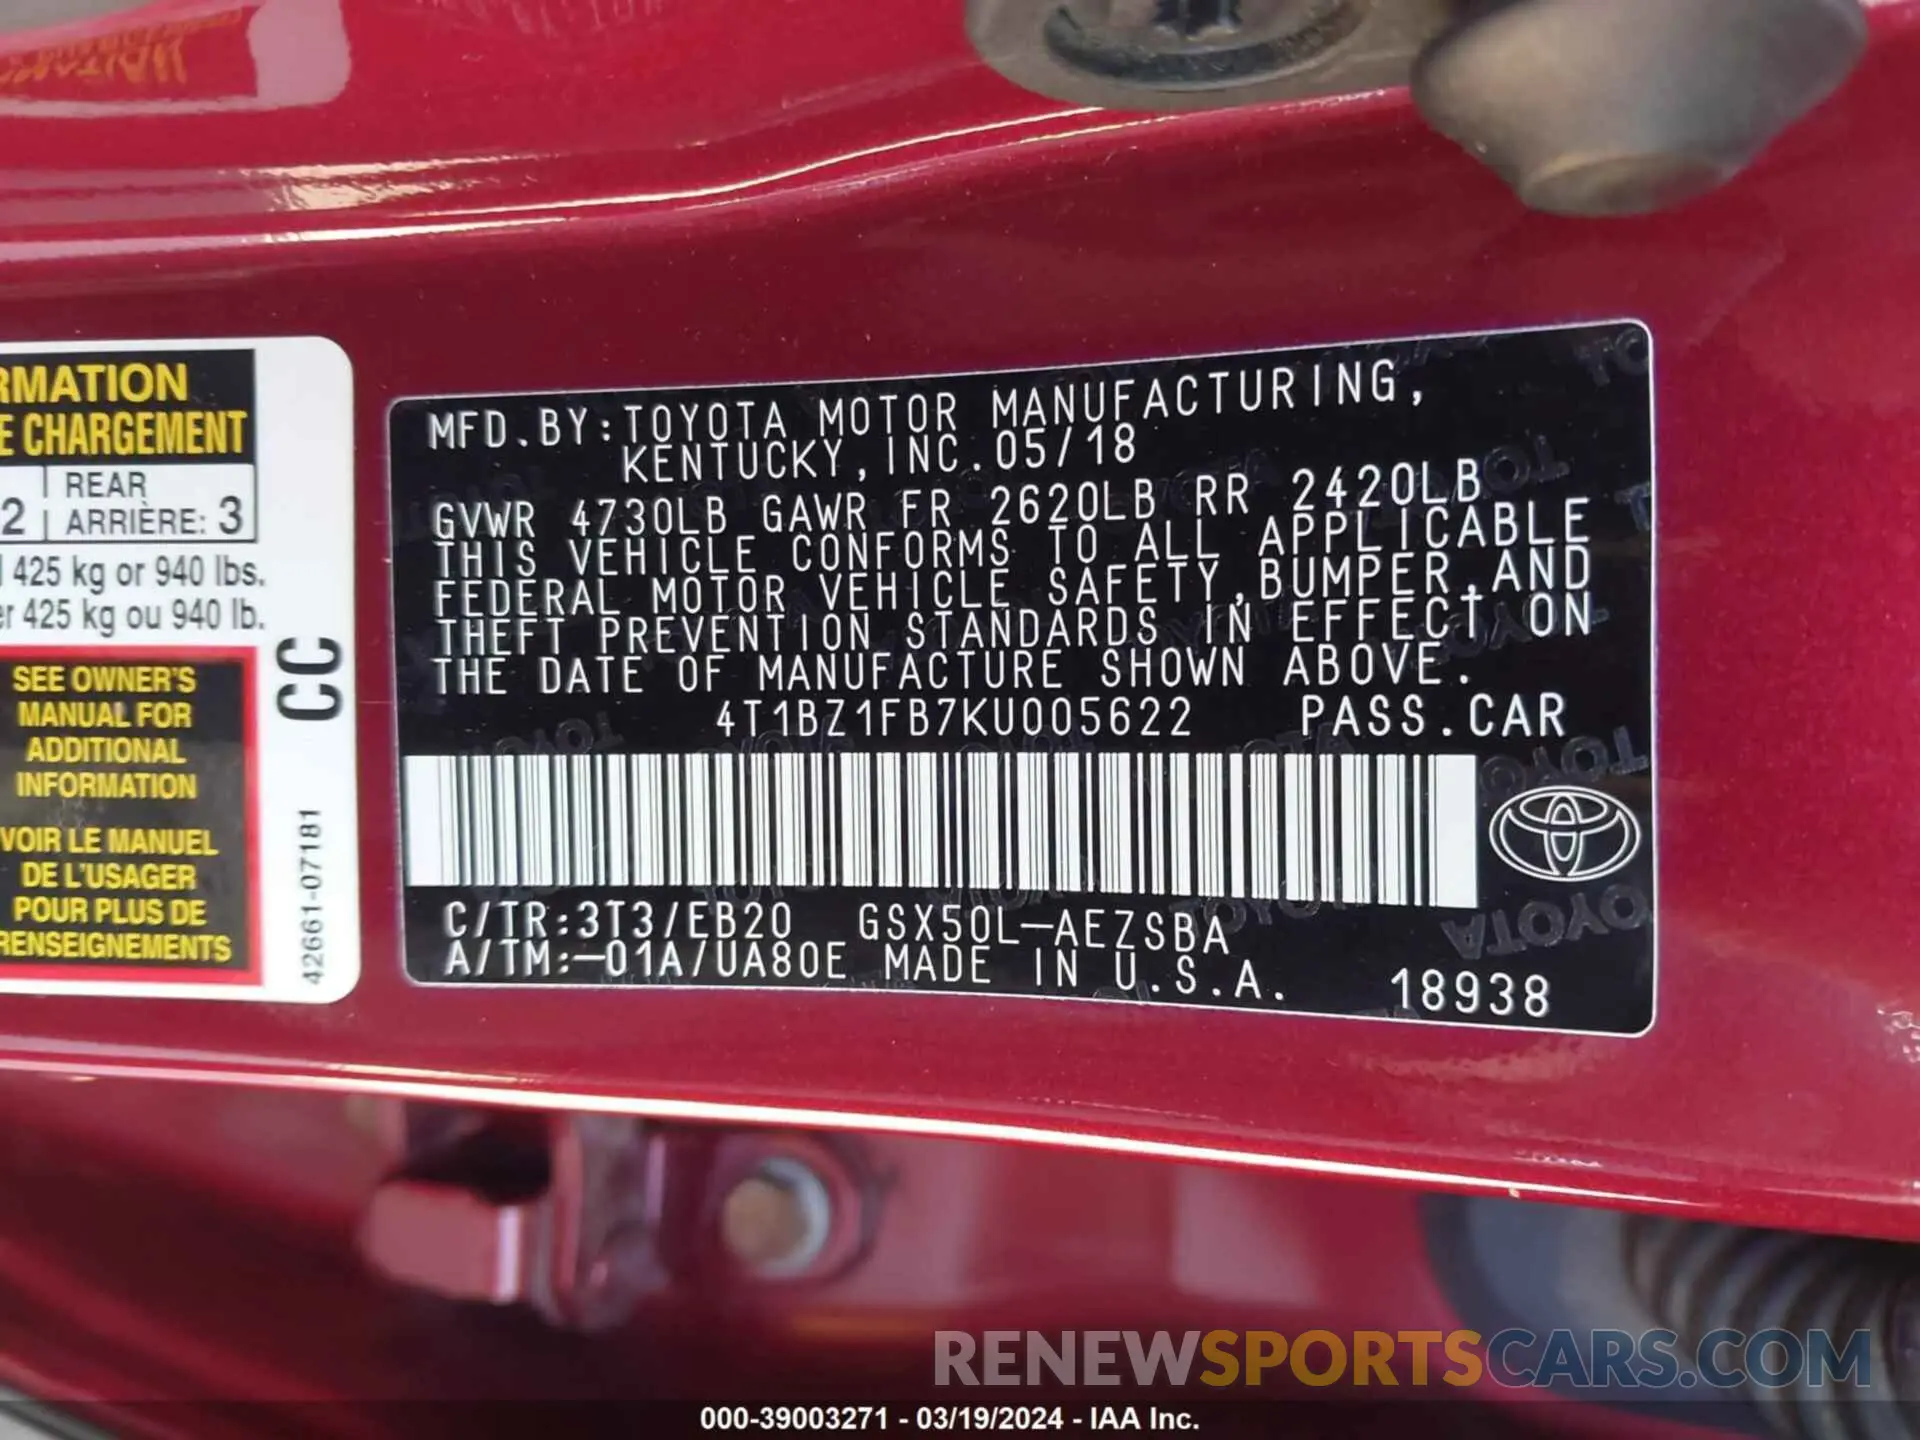 RMATION
E CHARGEMENT
2 REAR ARRIÈRE: 3
425 kg or 940 lbs.
er 425 kg ou 940 lb.
SEE OWNER'S
MANUAL FOR
ADDITIONAL
INFORMATION
VOIR LE MANUEL
DE L'USAGER
POUR PLUS DE
RENSEIGNEMENTS
CC
42661-07181
MFD.BY:TOYOTA MOTOR MANUFACTURING,
KENTUCKY,INC.05/18
GVWR 4730LB GAWR FR 2620LB RR 2420LB
THIS VEHICLE CONFORMS TO ALL APPLICABLE
FEDERAL MOTOR VEHICLE SAFETY,BUMPER,AND
THEFT PREVENTION STANDARDS IN EFFECT ON
THE DATE OF MANUFACTURE SHOWN ABOVE.
4T1BZ1FB7KU005622 PASS.CAR
C/TR:3T3/EB20 GSX50L-AEZSBA
A/TM:-01A/UA80E MADE IN U.S.A.
18938
RENEWSPORTSCARS.COM
000-39003271 - 03/19/2024 - IAA Inc.